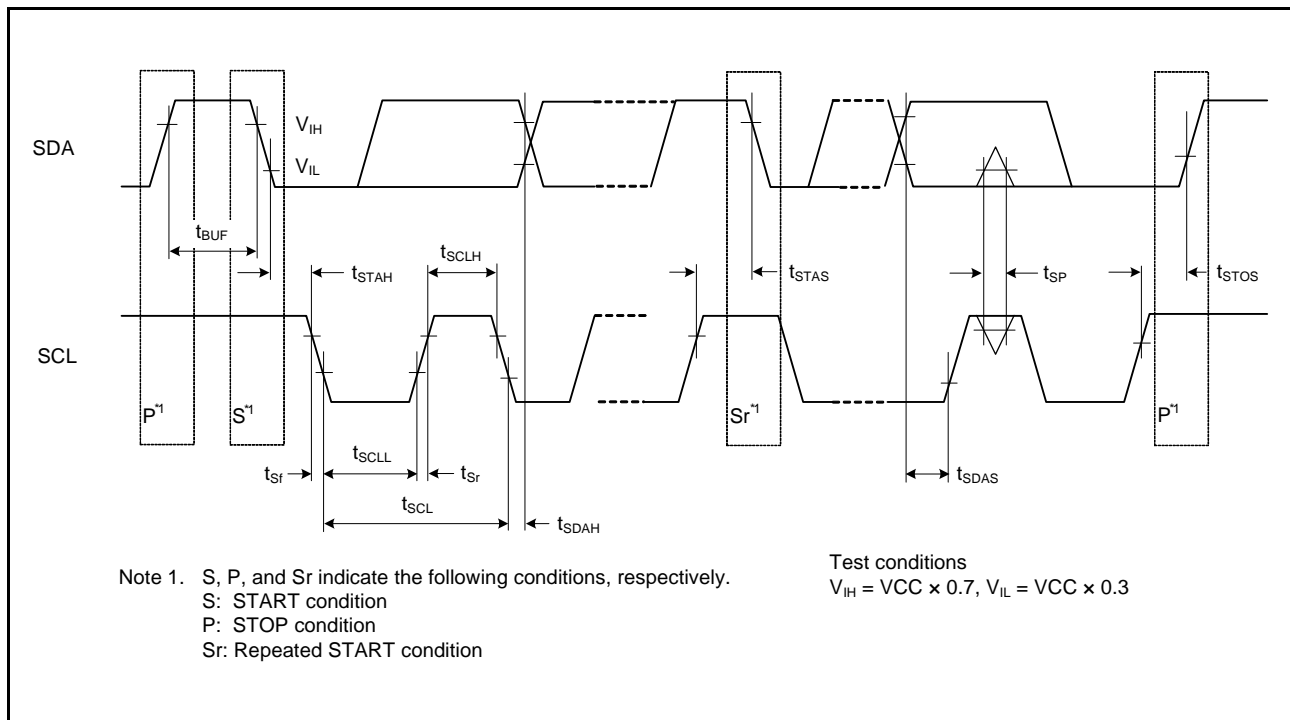 SDA
V_IH
V_IL
t_BUF
t_STAH
t_SCLH
t_STAS
t_SP
t_STOS
SCL
P*1
S*1
Sr*1
P*1
t_Sf
t_SCLL
t_Sr
t_SDAS
t_SCL
t_SDAH
Note 1. S, P, and Sr indicate the following conditions, respectively.
S: START condition
P: STOP condition
Sr: Repeated START condition
Test conditions
V_IH = VCC × 0.7, V_IL = VCC × 0.3